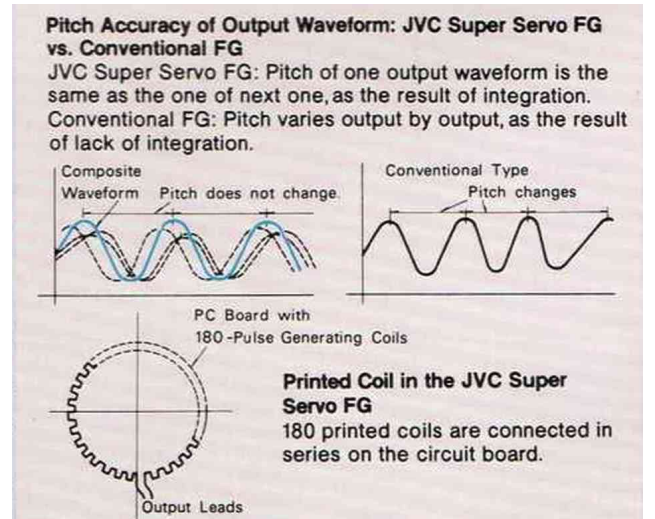 Pitch Accuracy of Output Waveform: JVC Super Servo FG
vs. Conventional FG
JVC Super Servo FG: Pitch of one output waveform is the
same as the one of next one, as the result of integration.
Conventional FG: Pitch varies output by output, as the result
of lack of integration.
Composite
Waveform Pitch does not change.
Conventional Type
Pitch changes
PC Board with
180-Pulse Generating Coils
Printed Coil in the JVC Super
Servo FG
180 printed coils are connected in
series on the circuit board.
Output Leads